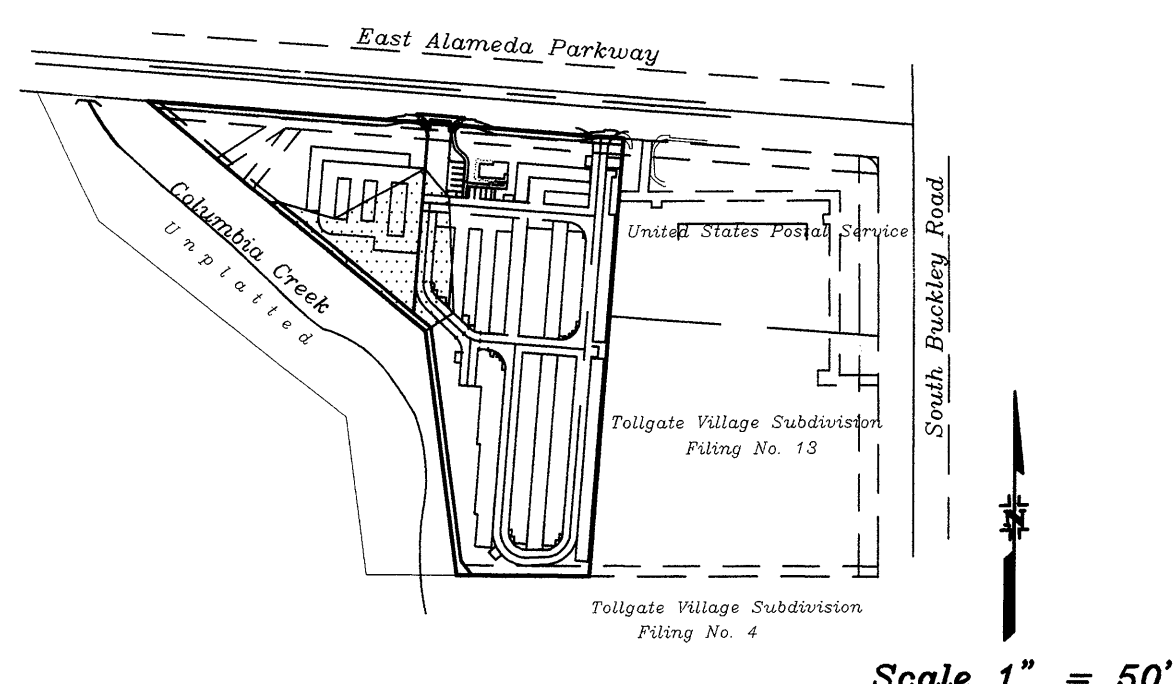 East Alameda Parkway
Columbia Creek
Unplatted
United States Postal Service
South Buckley Road
Tollgate Village Subdivision
Filing No. 13
N
Tollgate Village Subdivision
Filing No. 4
Scale 1" = 50'